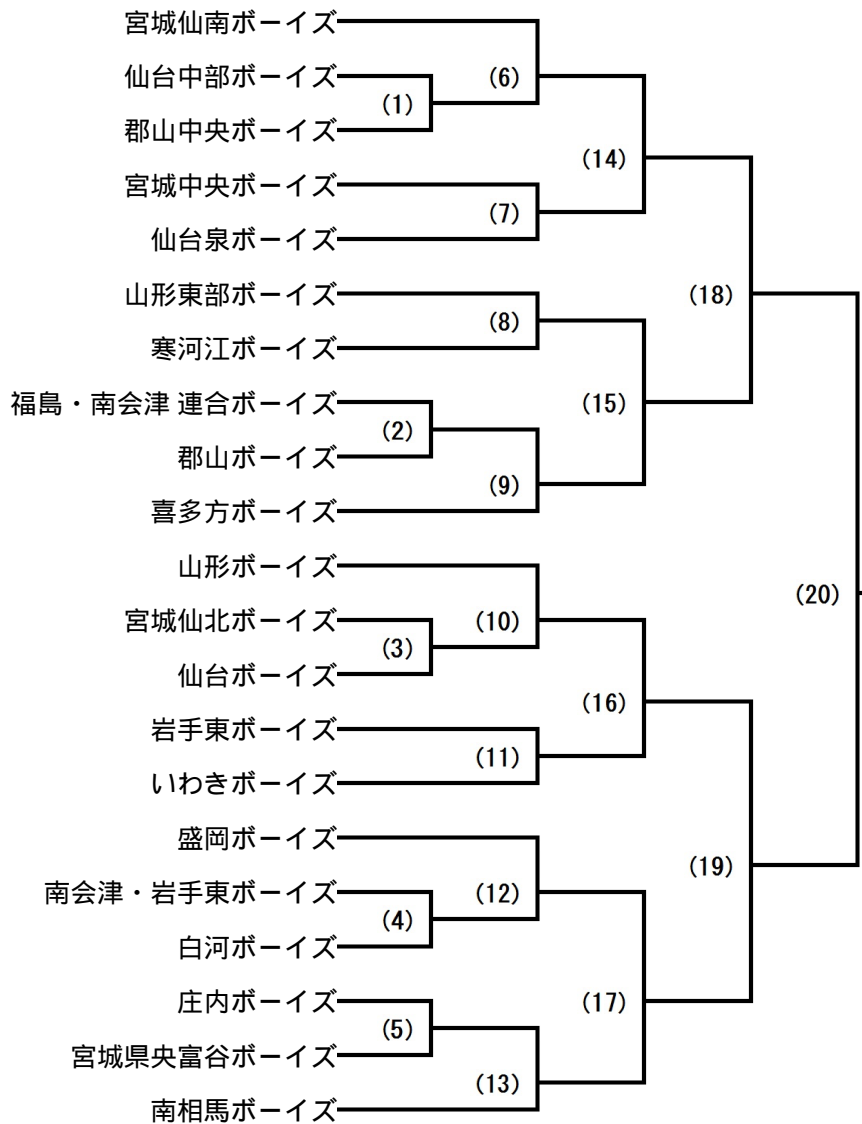 宮城仙南ボーイズ
仙台中部ボーイズ
(6)
(1)
郡山中央ボーイズ
(14)
宮城中央ボーイズ
(7)
仙台泉ボーイズ
山形東部ボーイズ
(18)
(8)
寒河江ボーイズ
福島・南会津 連合ボーイズ
(15)
(2)
郡山ボーイズ
(9)
喜多方ボーイズ
山形ボーイズ
(20)
宮城仙北ボーイズ
(10)
(3)
仙台ボーイズ
(16)
岩手東ボーイズ
(11)
いわきボーイズ
盛岡ボーイズ
(19)
南会津・岩手東ボーイズ
(12)
(4)
白河ボーイズ
庄内ボーイズ
(17)
(5)
宮城県央富谷ボーイズ
(13)
南相馬ボーイズ